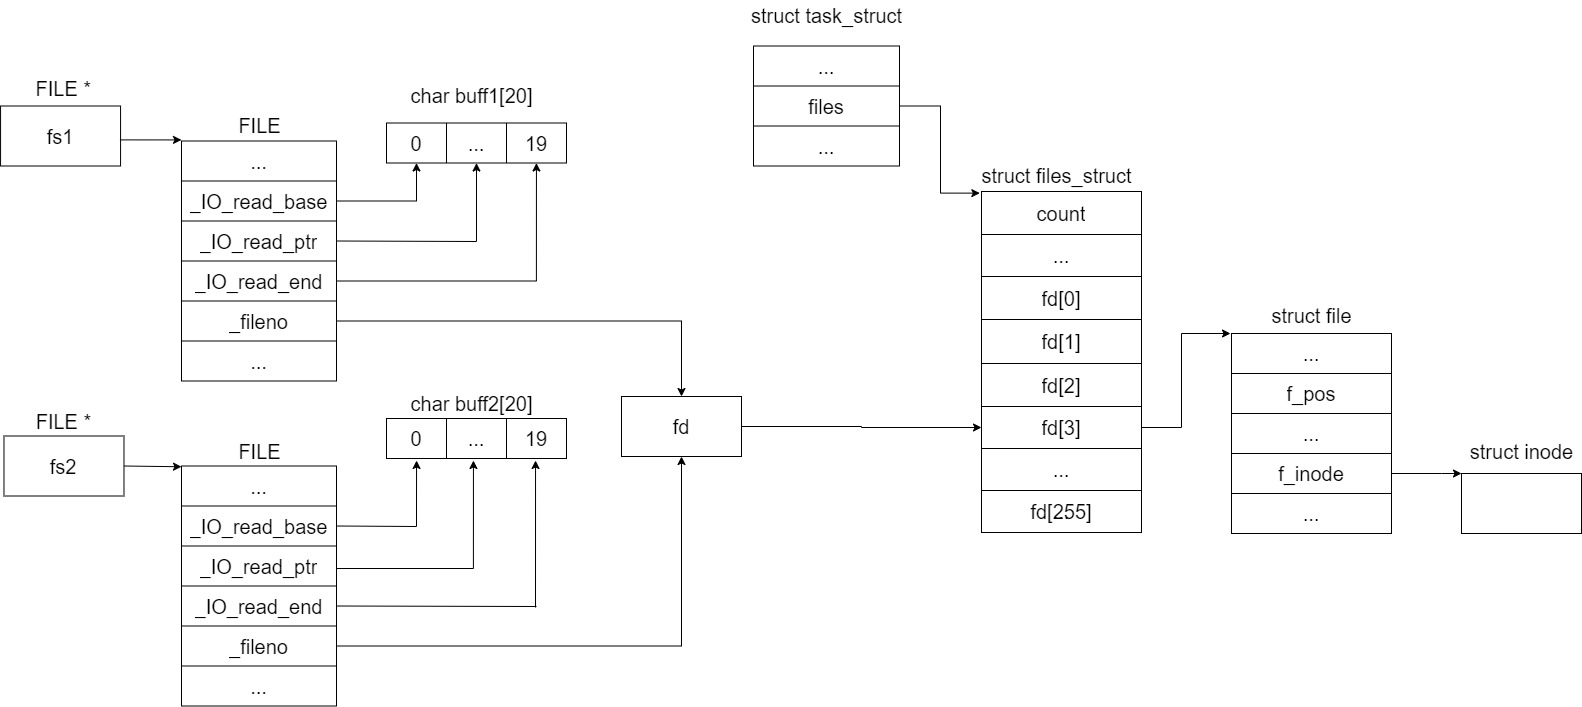 struct task_struct
...
files
...
FILE *
fs1
FILE
...
_IO_read_base
_IO_read_ptr
_IO_read_end
_fileno
...
char buff1[20]
0 ... 19
FILE *
fs2
FILE
...
_IO_read_base
_IO_read_ptr
_IO_read_end
_fileno
...
char buff2[20]
0 ... 19
fd
struct files_struct
count
...
fd[0]
fd[1]
fd[2]
fd[3]
...
fd[255]
struct file
...
f_pos
...
f_inode
...
struct inode